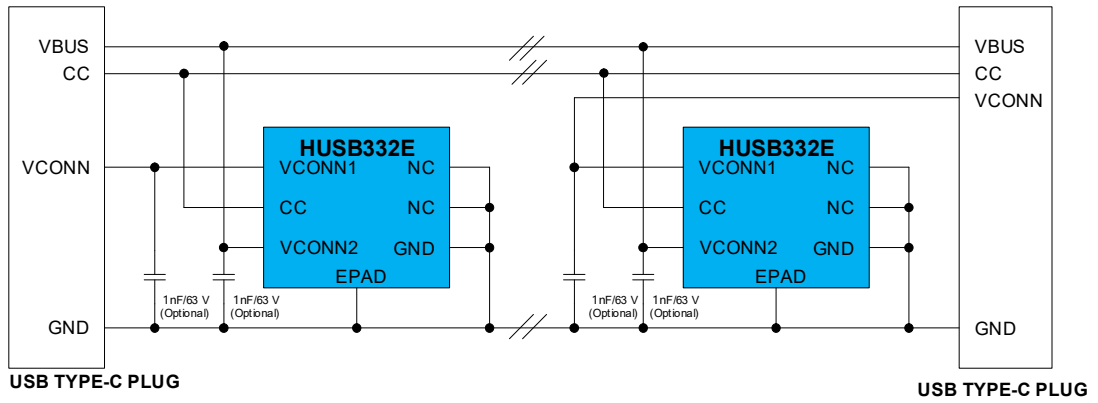 VBUS
CC
VCONN
GND
USB TYPE-C PLUG
HUSB332E
VCONN1 NC
CC NC
VCONN2 GND
EPAD
1nF/63 V
(Optional)
1nF/63 V
(Optional)
HUSB332E
VCONN1 NC
CC NC
VCONN2 GND
EPAD
1nF/63 V
(Optional)
1nF/63 V
(Optional)
VBUS
CC
VCONN
GND
USB TYPE-C PLUG